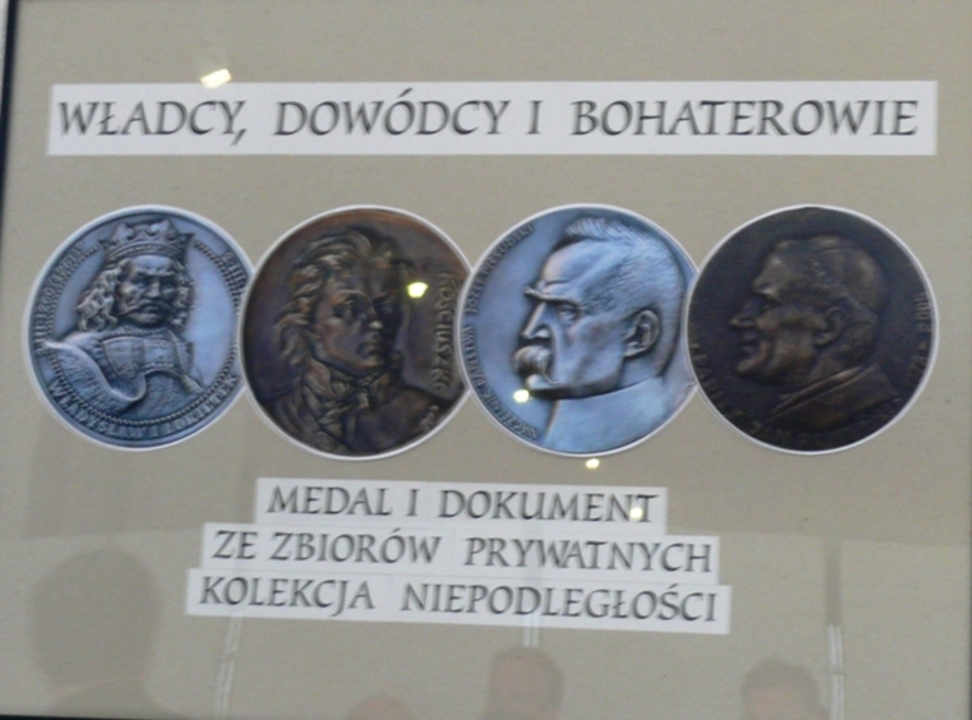 WŁADCY, DOWÓDCY I BOHATEROWIE
WŁADYSŁAW I ŁOKIETEK
KOŚCIUSZKO
MEDAL I DOKUMENT
ZE ZBIORÓW PRYWATNYCH
KOLEKCJA NIEPODLEGŁOŚCI